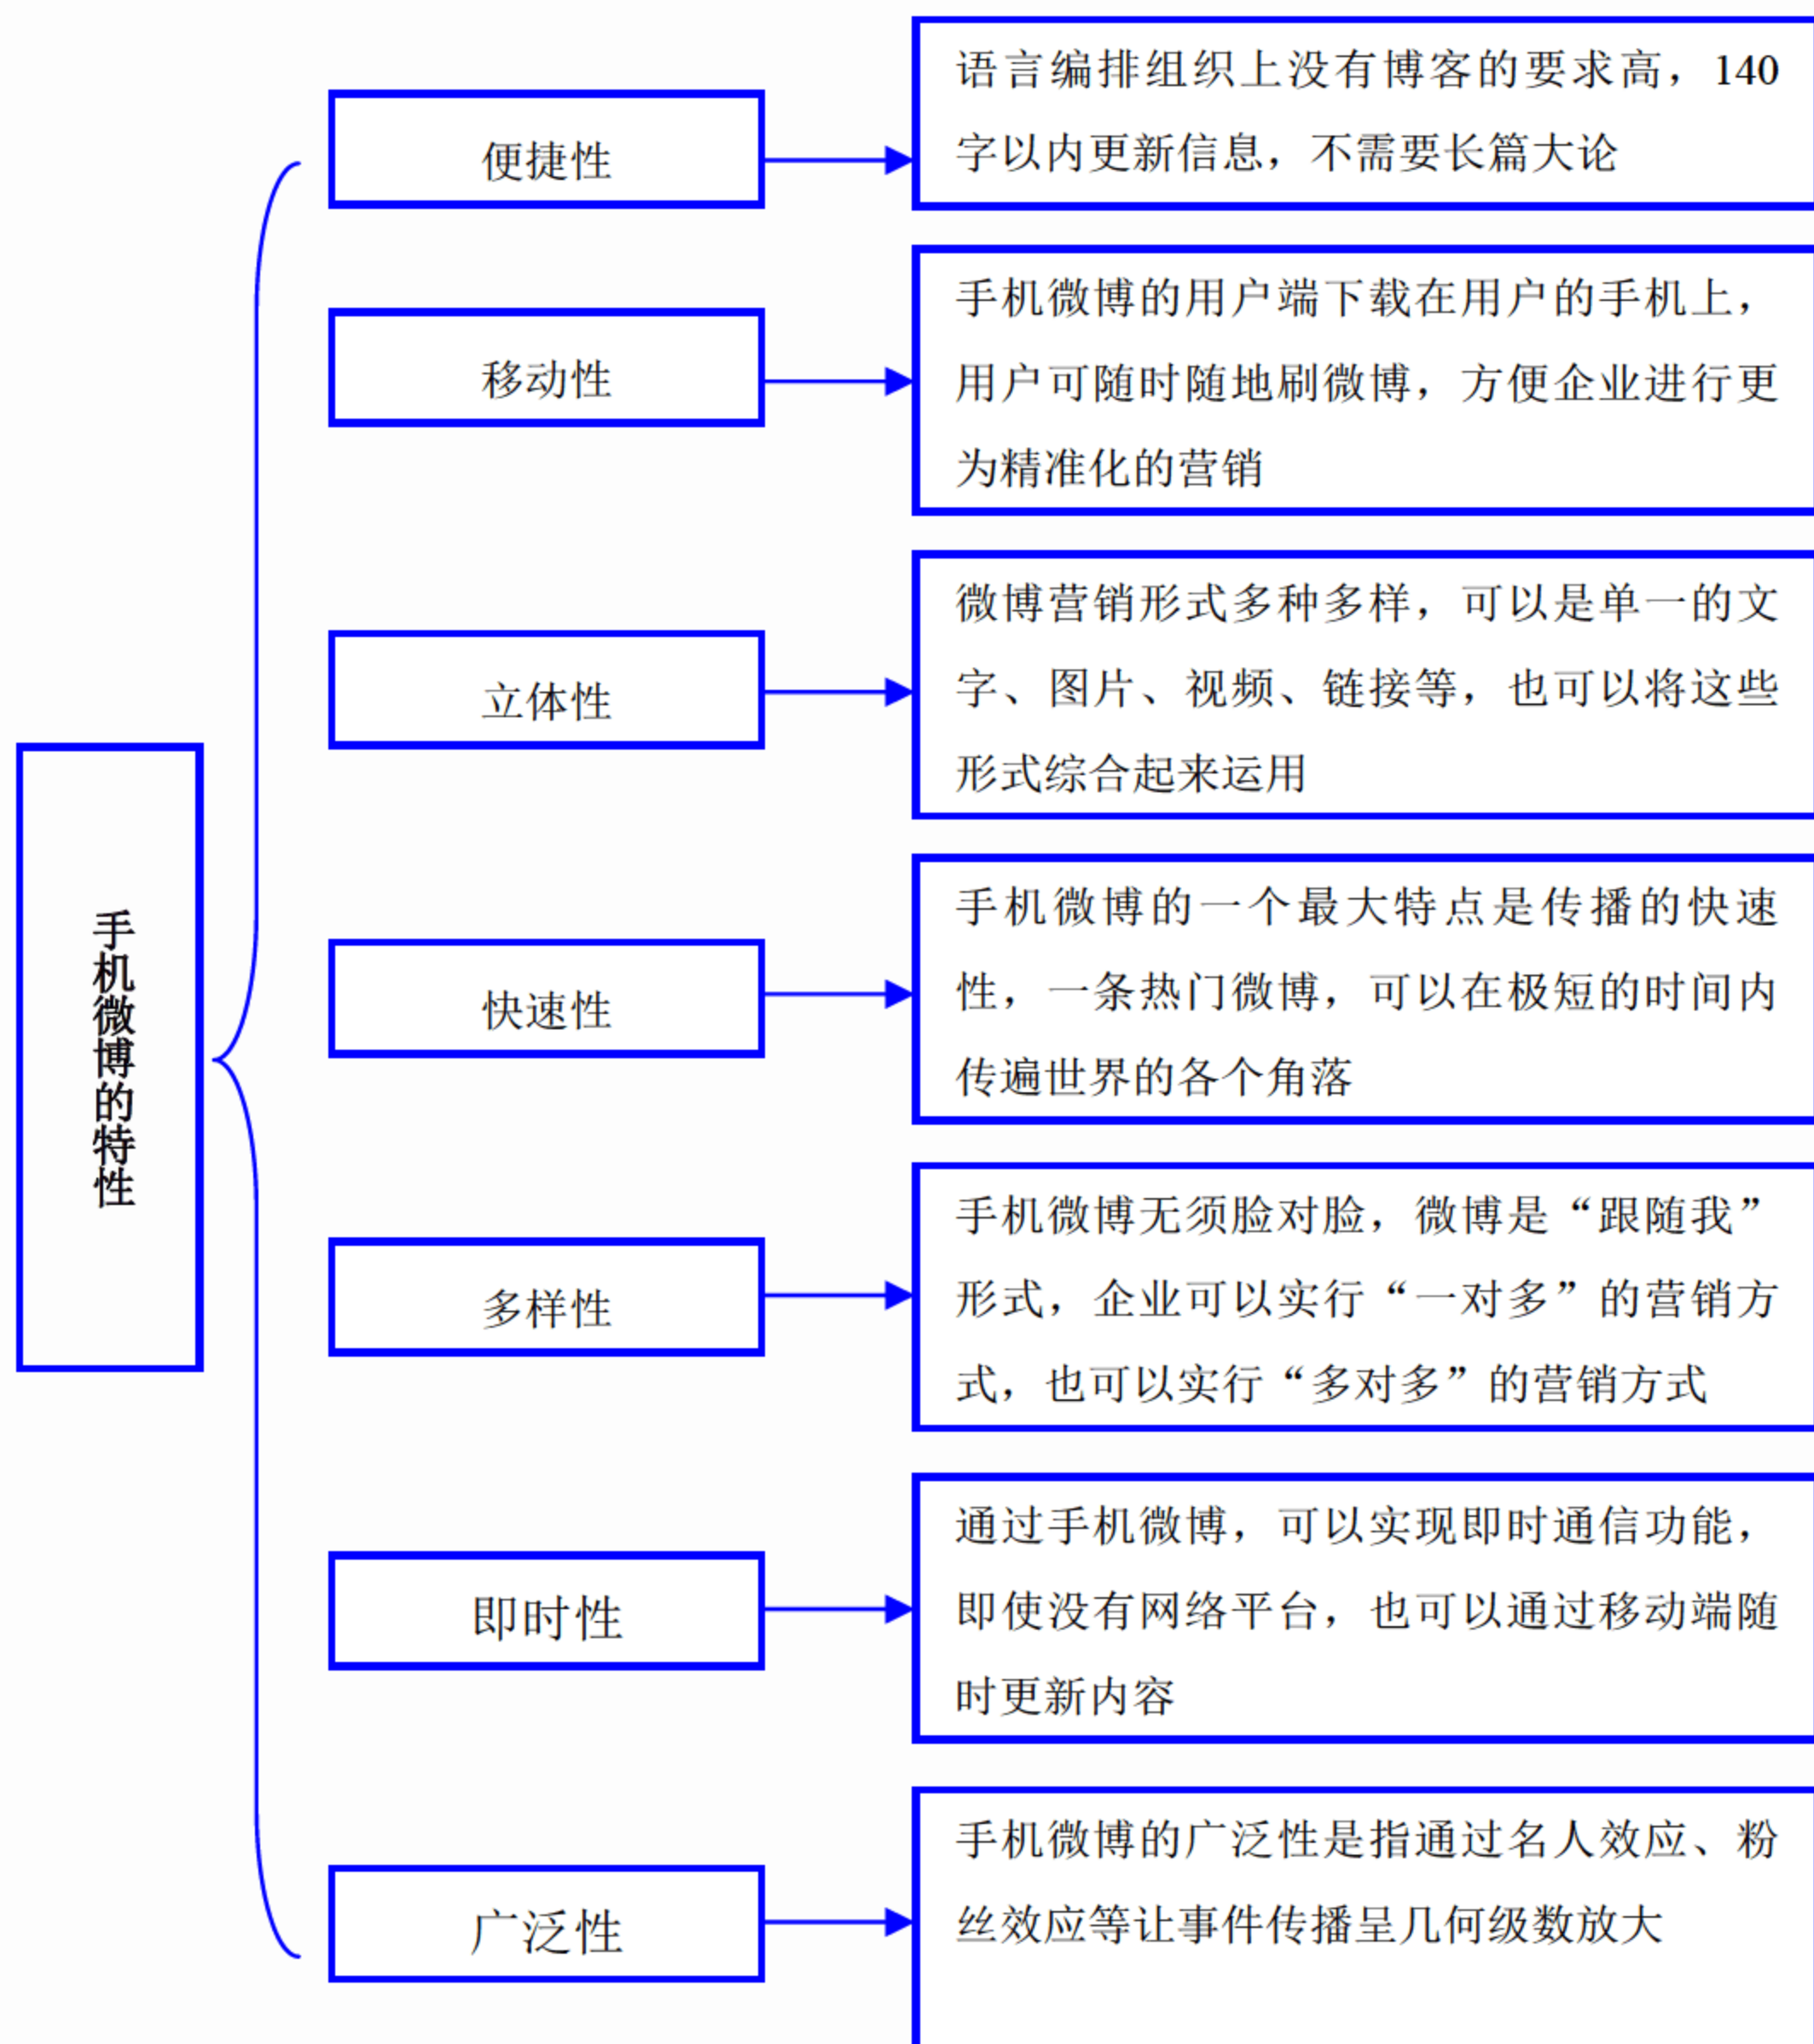 手机微博的特性
便捷性
语言编排组织上没有博客的要求高，140
字以内更新信息，不需要长篇大论
移动性
手机微博的用户端下载在用户的手机上，
用户可随时随地刷微博，方便企业进行更
为精准化的营销
立体性
微博营销形式多种多样，可以是单一的文
字、图片、视频、链接等，也可以将这些
形式综合起来运用
快速性
手机微博的一个最大特点是传播的快速
性，一条热门微博，可以在极短的时间内
传遍世界的各个角落
多样性
手机微博无须脸对脸，微博是“跟随我”
形式，企业可以实行“一对多”的营销方
式，也可以实行“多对多”的营销方式
即时性
通过手机微博，可以实现即时通信功能，
即使没有网络平台，也可以通过移动端随
时更新内容
广泛性
手机微博的广泛性是指通过名人效应、粉
丝效应等让事件传播呈几何级数放大